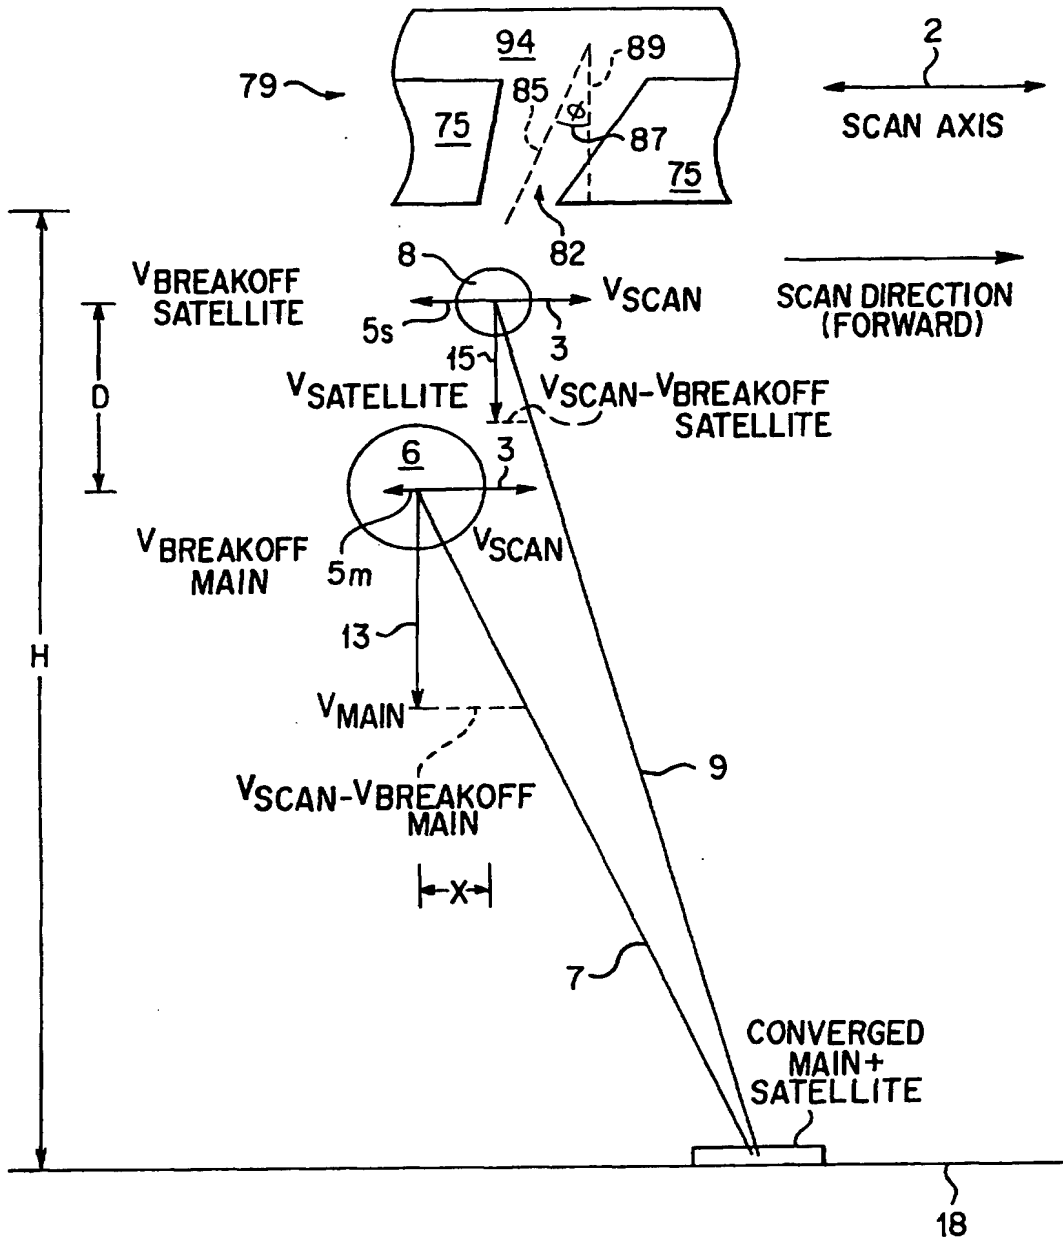 94
89
2
79
85
φ
75
87
SCAN AXIS
75
82
8
VBREAKOFF
SATELLITE
VSCAN
SCAN DIRECTION
(FORWARD)
5s
3
15
D
VSATELLITE
VSCAN-VBREAKOFF
SATELLITE
6
3
VBREAKOFF
MAIN
5m
VSCAN
13
H
VMAIN
9
VSCAN-VBREAKOFF
MAIN
X
7
CONVERGED
MAIN+
SATELLITE
18